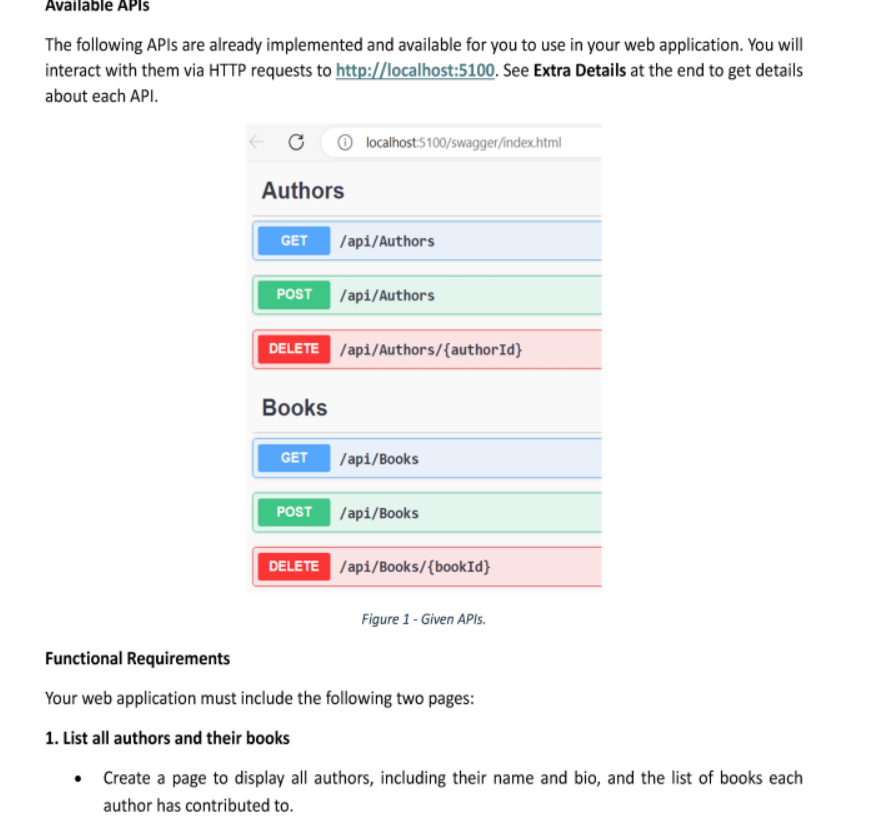 Available APIs
The following APIs are already implemented and available for you to use in your web application. You will
interact with them via HTTP requests to http://localhost:5100. See Extra Details at the end to get details
about each API.
localhost:5100/swagger/index.html
Authors
GET /api/Authors
POST /api/Authors
DELETE /api/Authors/{authorId}
Books
GET /api/Books
POST /api/Books
DELETE /api/Books/{bookId}
Figure 1 - Given APIs.
Functional Requirements
Your web application must include the following two pages:
1. List all authors and their books
• Create a page to display all authors, including their name and bio, and the list of books each
author has contributed to.